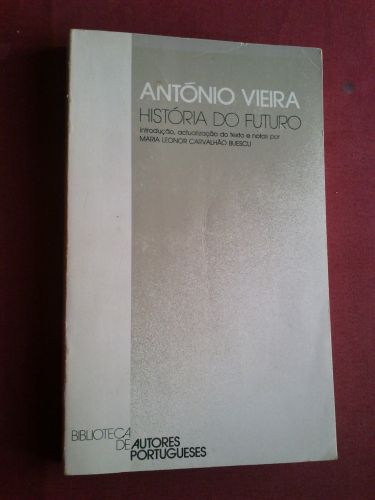 ANTÓNIO VIEIRA
HISTÓRIA DO FUTURO
introdução, actualização do texto e notas por
MARIA LEONOR CARVALHÃO BUESCU
BIBLIOTECA
DE AUTORES
PORTUGUESES